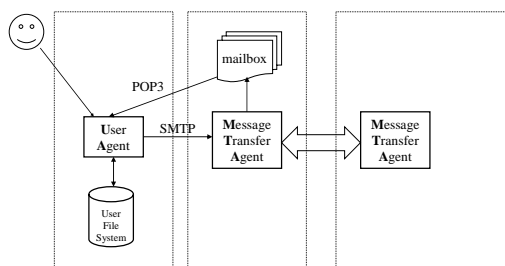 mailbox
POP3
User
Agent
SMTP
Message
Transfer
Agent
Message
Transfer
Agent
User
File
System